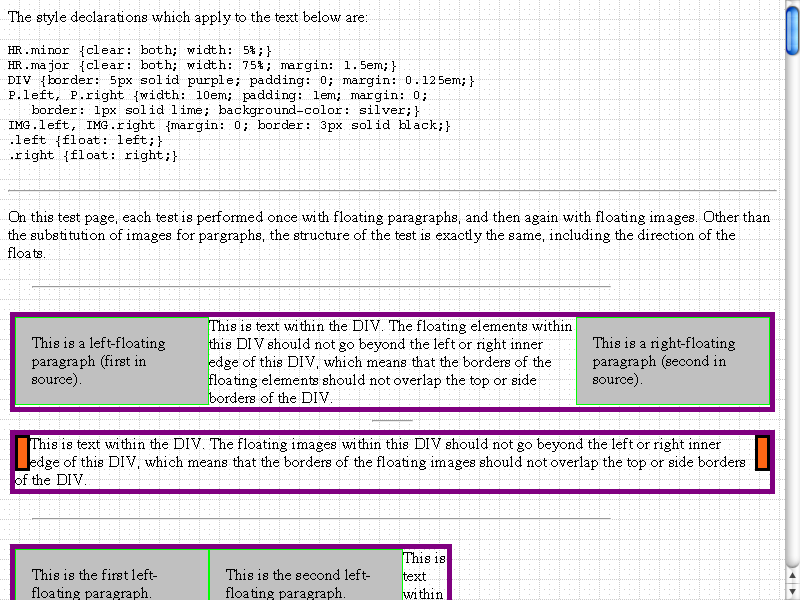 The style declarations which apply to the text below are:
HR.minor {clear: both; width: 5%;}
HR.major {clear: both; width: 75%; margin: 1.5em;}
DIV {border: 5px solid purple; padding: 0; margin: 0.125em;}
P.left, P.right {width: 10em; padding: 1em; margin: 0;
border: 1px solid lime; background-color: silver;}
IMG.left, IMG.right {margin: 0; border: 3px solid black;}
.left {float: left;}
.right {float: right;}
On this test page, each test is performed once with floating paragraphs, and then again with floating images. Other than
the substitution of images for pargraphs, the structure of the test is exactly the same, including the direction of the
floats.
This is a left-floating
paragraph (first in
source).
This is text within the DIV. The floating elements within
this DIV should not go beyond the left or right inner
edge of this DIV, which means that the borders of the
floating elements should not overlap the top or side
borders of the DIV.
This is a right-floating
paragraph (second in
source).
This is text within the DIV. The floating images within this DIV should not go beyond the left or right inner
edge of this DIV, which means that the borders of the floating images should not overlap the top or side borders
of the DIV.
This is the first left-
floating paragraph.
This is the second left-
floating paragraph.
This is
text
within